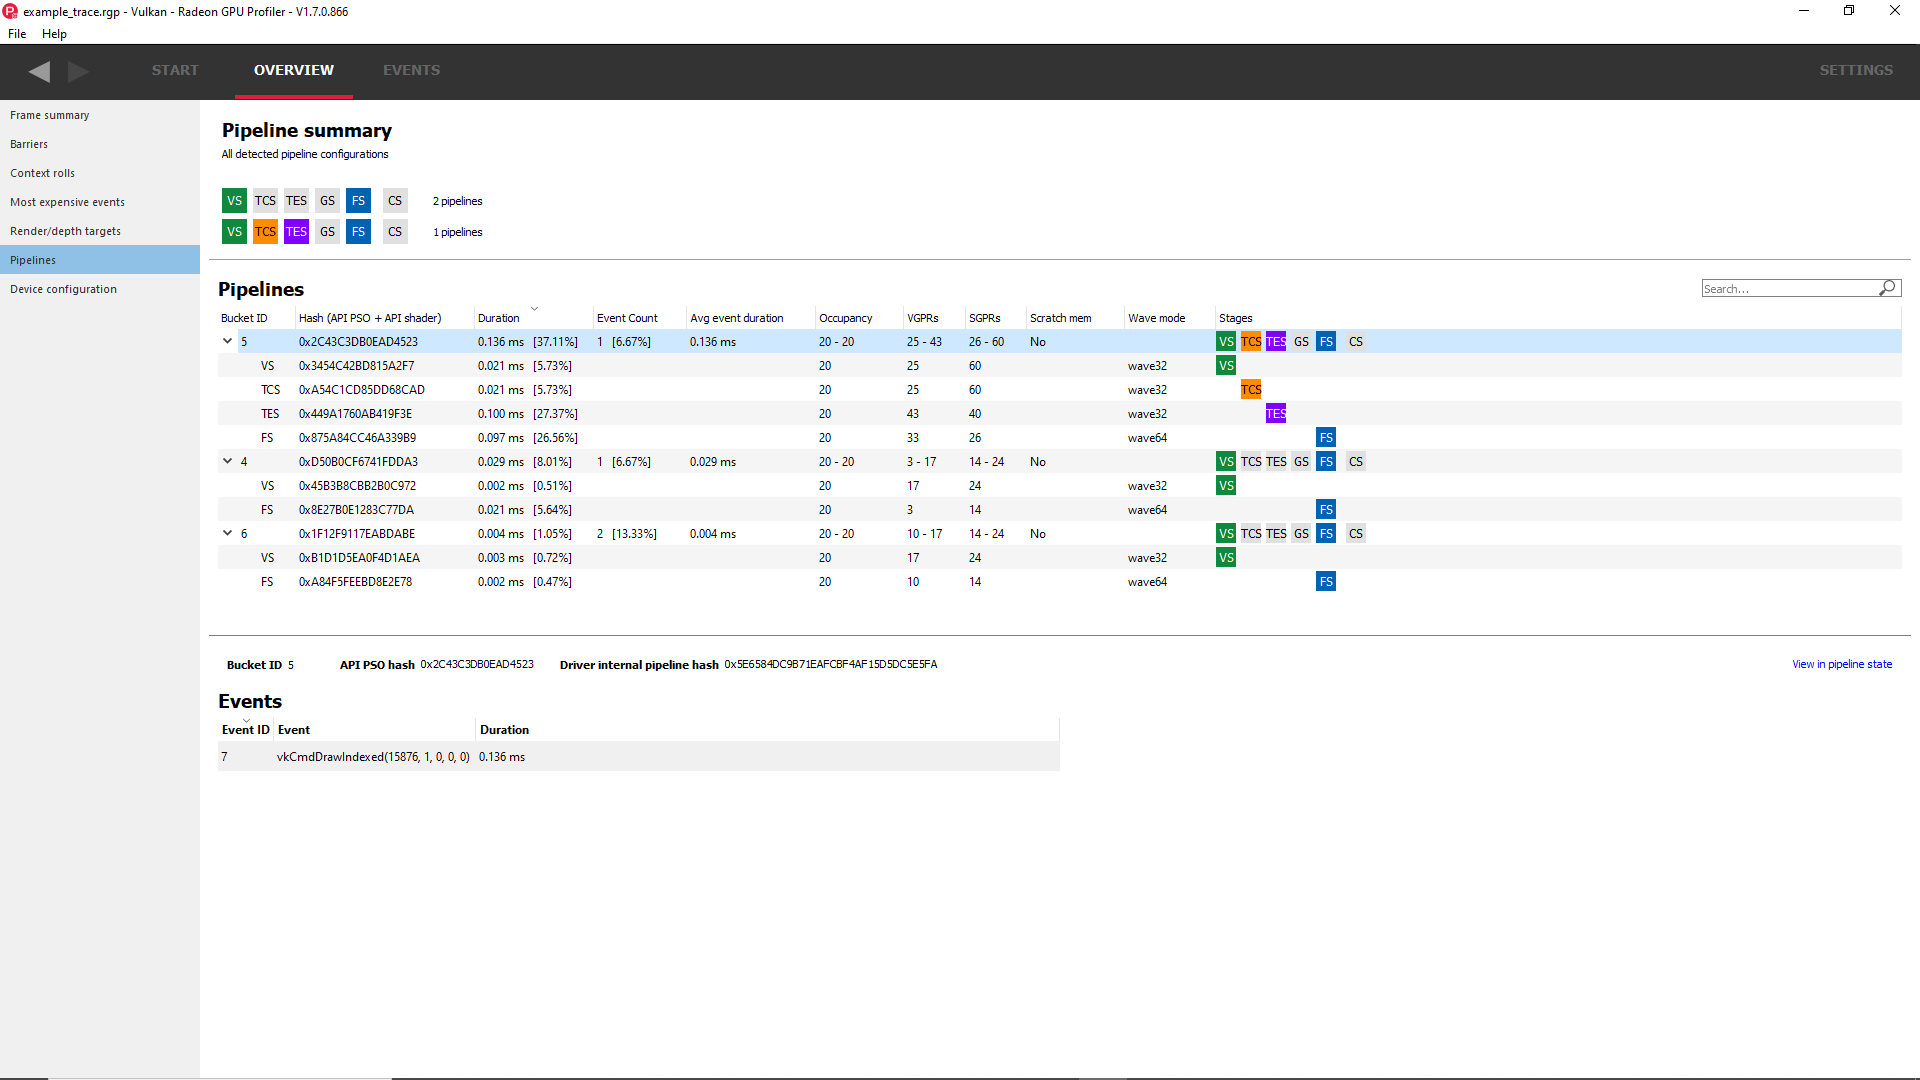 example_trace.rgp - Vulkan - Radeon GPU Profiler - V1.7.0.866
File Help
START OVERVIEW EVENTS SETTINGS
Frame summary
Barriers
Context rolls
Most expensive events
Render/depth targets
Pipelines
Device configuration
Pipeline summary
All detected pipeline configurations
VS TCS TES GS FS CS 2 pipelines
VS TCS TES GS FS CS 1 pipelines
Pipelines
Search...
Bucket ID Hash (API PSO + API shader) Duration Event Count Avg event duration Occupancy VGPRs SGPRs Scratch mem Wave mode Stages
5 0x2C43C3DB0EAD4523 0.136 ms [37.11%] 1 [6.67%] 0.136 ms 20 - 20 25 - 43 26 - 60 No VS TCS TES GS FS CS
VS 0x3454C42BD815A2F7 0.021 ms [5.73%] 20 25 60 wave32 VS
TCS 0xA54C1CD85DD68CAD 0.021 ms [5.73%] 20 25 60 wave32 TCS
TES 0x449A1760AB419F3E 0.100 ms [27.37%] 20 43 40 wave32 TES
FS 0x875A84CC46A339B9 0.097 ms [26.56%] 20 33 26 wave64 FS
4 0xD50B0CF6741FDDA3 0.029 ms [8.01%] 1 [6.67%] 0.029 ms 20 - 20 3 - 17 14 - 24 No VS TCS TES GS FS CS
VS 0x45B3B8CBB2B0C972 0.002 ms [0.51%] 20 17 24 wave32 VS
FS 0x8E27B0E1283C77DA 0.021 ms [5.64%] 20 3 14 wave64 FS
6 0x1F12F9117EABDABE 0.004 ms [1.05%] 2 [13.33%] 0.004 ms 20 - 20 10 - 17 14 - 24 No VS TCS TES GS FS CS
VS 0xB1D1D5EA0F4D1AEA 0.003 ms [0.72%] 20 17 24 wave32 VS
FS 0xA84F5FEEBD8E2E78 0.002 ms [0.47%] 20 10 14 wave64 FS
Bucket ID 5 API PSO hash 0x2C43C3DB0EAD4523 Driver internal pipeline hash 0x5E6584DC9B71EAFCBF4AF15D5DC5E5FA View in pipeline state
Events
Event ID Event Duration
7 vkCmdDrawIndexed(15876, 1, 0, 0, 0) 0.136 ms